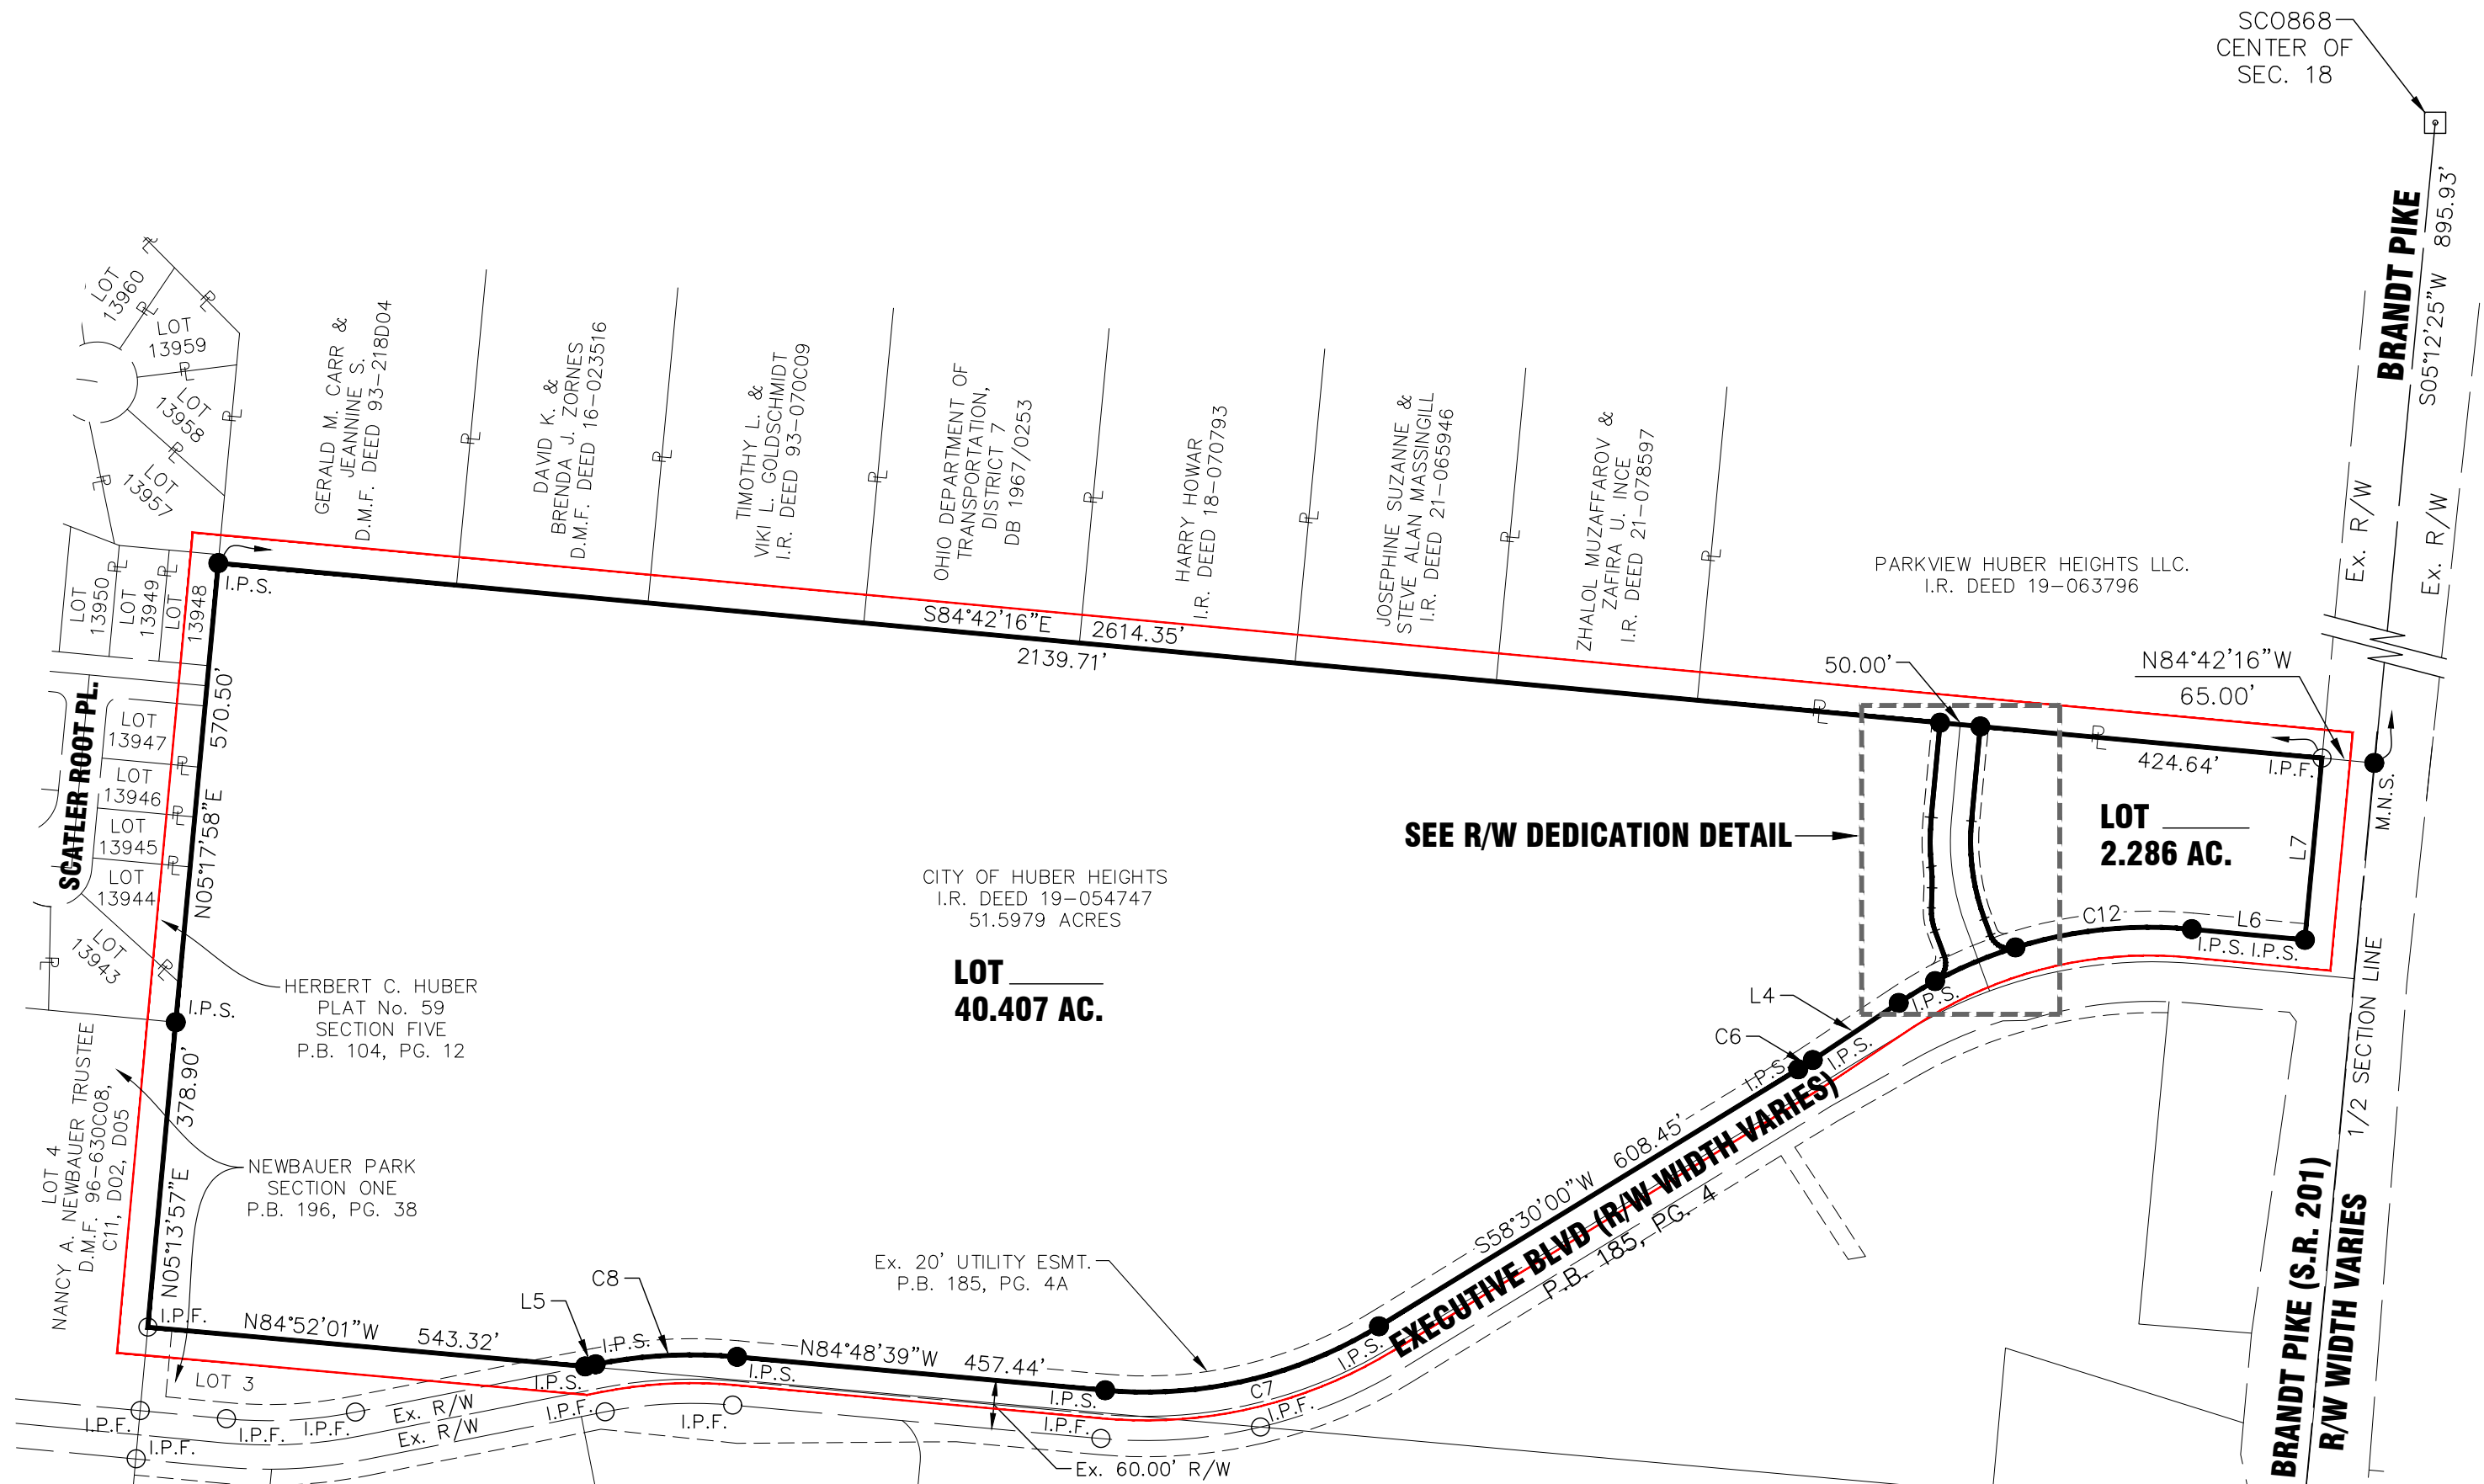 SCO868
CENTER OF
SEC. 18
BRANDT PIKE
S05°12'25"W 895.93'
Ex. R/W
Ex. R/W
LOT
13960
LOT
13959
LOT
13958
LOT
13957
GERALD M. CARR &
JEANNINE S.
D.M.F. DEED 93-218D04
DAVID K. &
BRENDA J. ZORNES
D.M.F. DEED 16-023516
TIMOTHY L. &
VIKI L. GOLDSCHMIDT
I.R. DEED 93-070C09
OHIO DEPARTMENT OF
TRANSPORTATION,
DISTRICT 7
DB 1967/0253
HARRY HOWAR
I.R. DEED 18-070793
JOSEPHINE SUZANNE &
STEVE ALAN MASSINGILL
I.R. DEED 21-065946
ZHALOL MUZAFFAROV &
ZAFIRA U. INCE
I.R. DEED 21-078597
PARKVIEW HUBER HEIGHTS LLC.
I.R. DEED 19-063796
LOT
13950
LOT
13949
LOT
13948
I.P.S.
S84°42'16"E 2614.35'
2139.71'
50.00'
N84°42'16"W
65.00'
424.64'
I.P.F.
M.N.S.
SCATLER ROOT PL.
LOT
13947
LOT
13946
LOT
13945
LOT
13944
LOT
13943
N05°17'58"E 570.50'
SEE R/W DEDICATION DETAIL
LOT
2.286 AC.
L7
CITY OF HUBER HEIGHTS
I.R. DEED 19-054747
51.5979 ACRES
LOT
40.407 AC.
C12
L6
I.P.S. I.P.S.
HERBERT C. HUBER
PLAT No. 59
SECTION FIVE
P.B. 104, PG. 12
I.P.S.
L4
I.P.S.
C6
I.P.S.
I.P.S.
1/2 SECTION LINE
LOT 4
NANCY A. NEWBAUER TRUSTEE
D.M.F. 96-630C08,
C11, D02, D05
N05°13'57"E 378.90'
NEWBAUER PARK
SECTION ONE
P.B. 196, PG. 38
S58°30'00"W 608.45'
EXECUTIVE BLVD (R/W WIDTH VARIES)
P.B. 185, PG. 4
Ex. 20' UTILITY ESMT.
P.B. 185, PG. 4A
BRANDT PIKE (S.R. 201)
R/W WIDTH VARIES
I.P.F.
N84°52'01"W 543.32'
L5
C8
I.P.S.
I.P.S.
N84°48'39"W 457.44'
I.P.S.
I.P.S.
C7
I.P.S.
LOT 3
Ex. R/W
Ex. R/W
I.P.F.
I.P.F.
I.P.F.
I.P.F.
I.P.F.
I.P.F.
I.P.F.
I.P.F.
Ex. 60.00' R/W